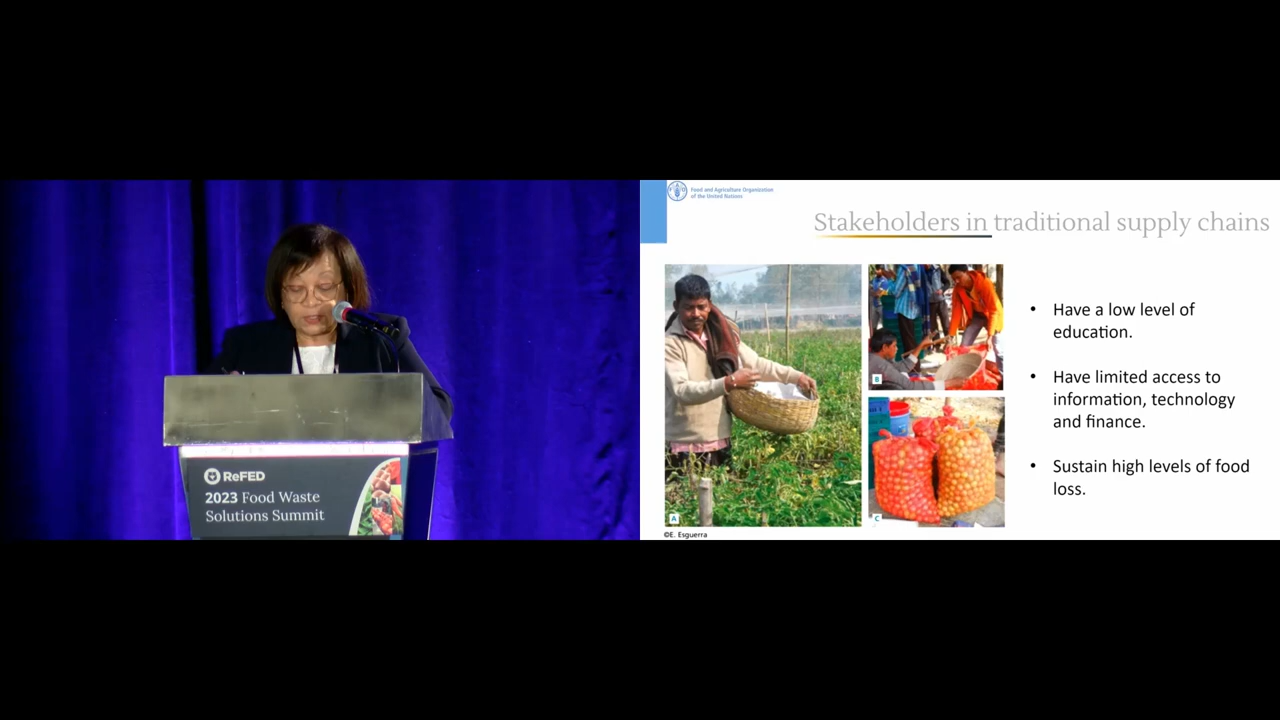 ReFED
2023 Food Waste
Solutions Summit
FAO
Food and Agriculture Organization
of the United Nations
Stakeholders in traditional supply chains
A
B
C
©E. Esguerra
• Have a low level of
education.
• Have limited access to
information, technology
and finance.
• Sustain high levels of food
loss.